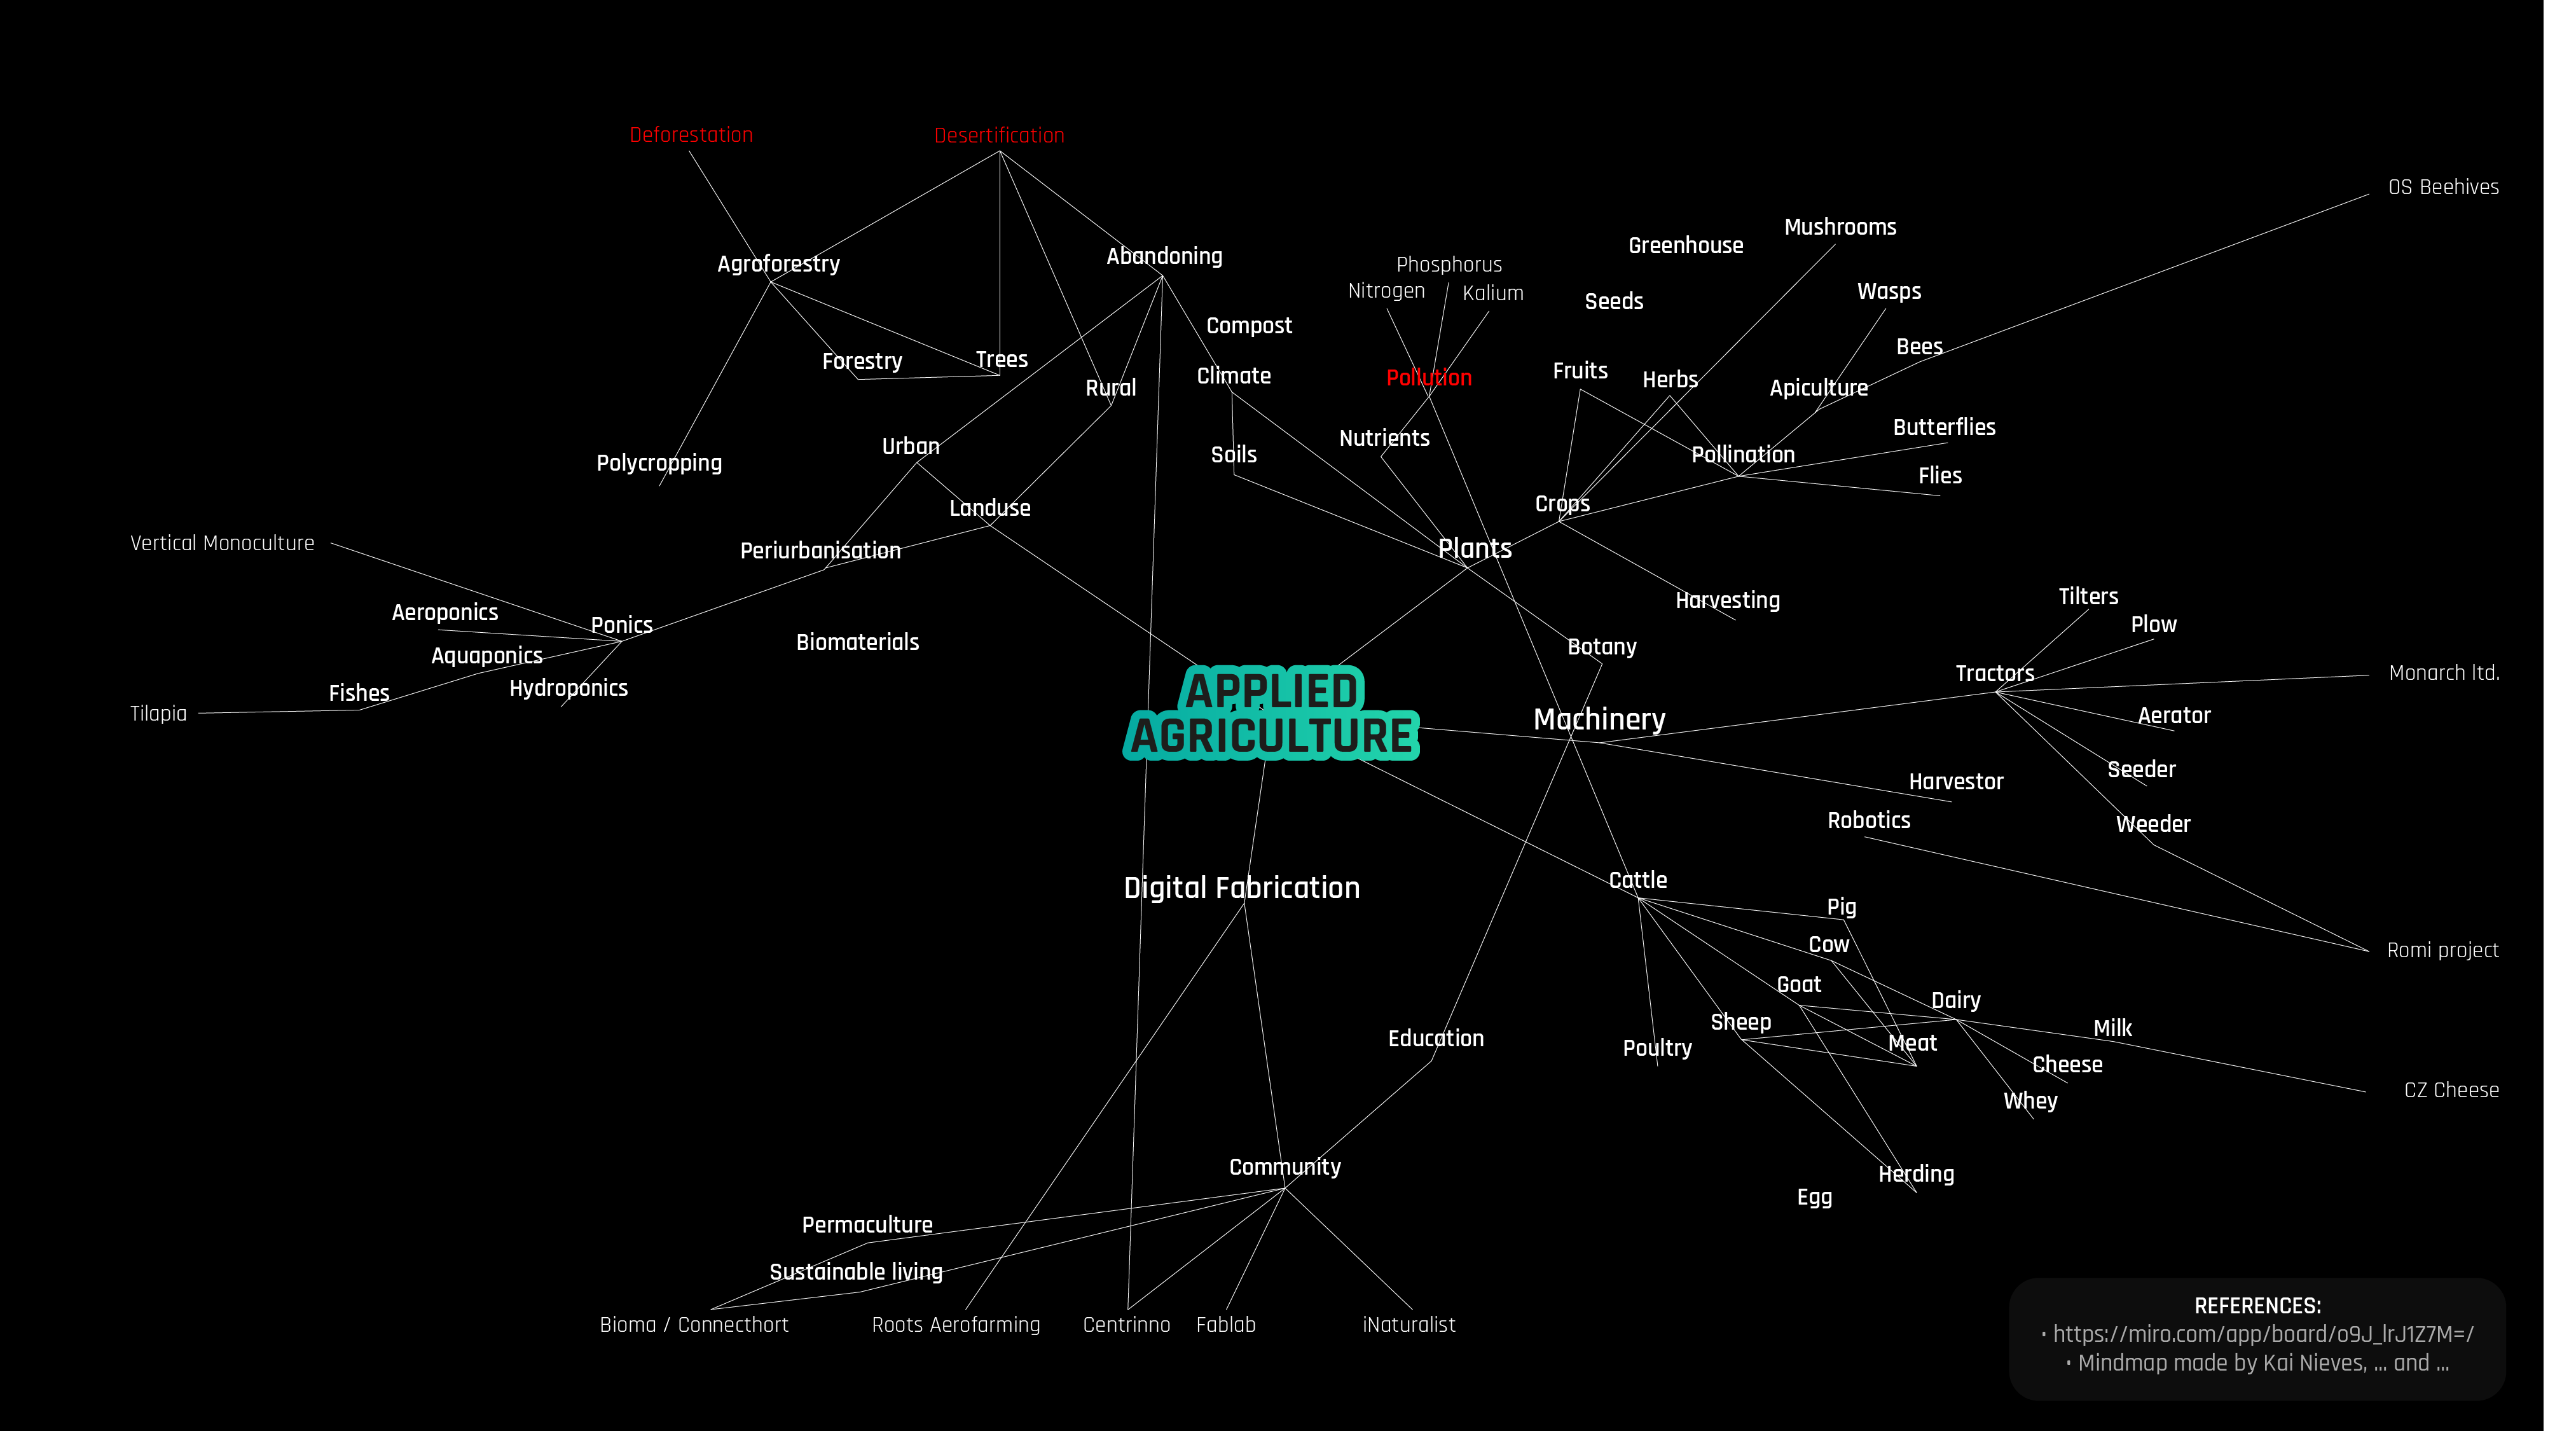 Deforestation
Desertification
OS Beehives
Mushrooms
Greenhouse
Abandoning
Agroforestry
Phosphorus
Nitrogen
Kalium
Wasps
Seeds
Compost
Bees
Forestry
Trees
Climate
Pollution
Fruits
Herbs
Rural
Apiculture
Butterflies
Urban
Nutrients
Soils
Pollination
Polycropping
Flies
Landuse
Crops
Vertical Monoculture
Periurbanisation
Plants
Tilters
Harvesting
Aeroponics
Ponics
Plow
Biomaterials
Botany
Aquaponics
Tractors
Monarch ltd.
Fishes
Hydroponics
APPLIED
AGRICULTURE
Tilapia
Machinery
Aerator
Seeder
Harvestor
Robotics
Weeder
Digital Fabrication
Cattle
Pig
Cow
Romi project
Goat
Dairy
Sheep
Milk
Education
Poultry
Meat
Cheese
CZ Cheese
Whey
Community
Herding
Egg
Permaculture
Sustainable living
Bioma / Connecthort
Roots Aerofarming
Centrinno
Fablab
iNaturalist
REFERENCES:
• https://miro.com/app/board/o9J_lrJ1Z7M=/
• Mindmap made by Kai Nieves, ... and ...